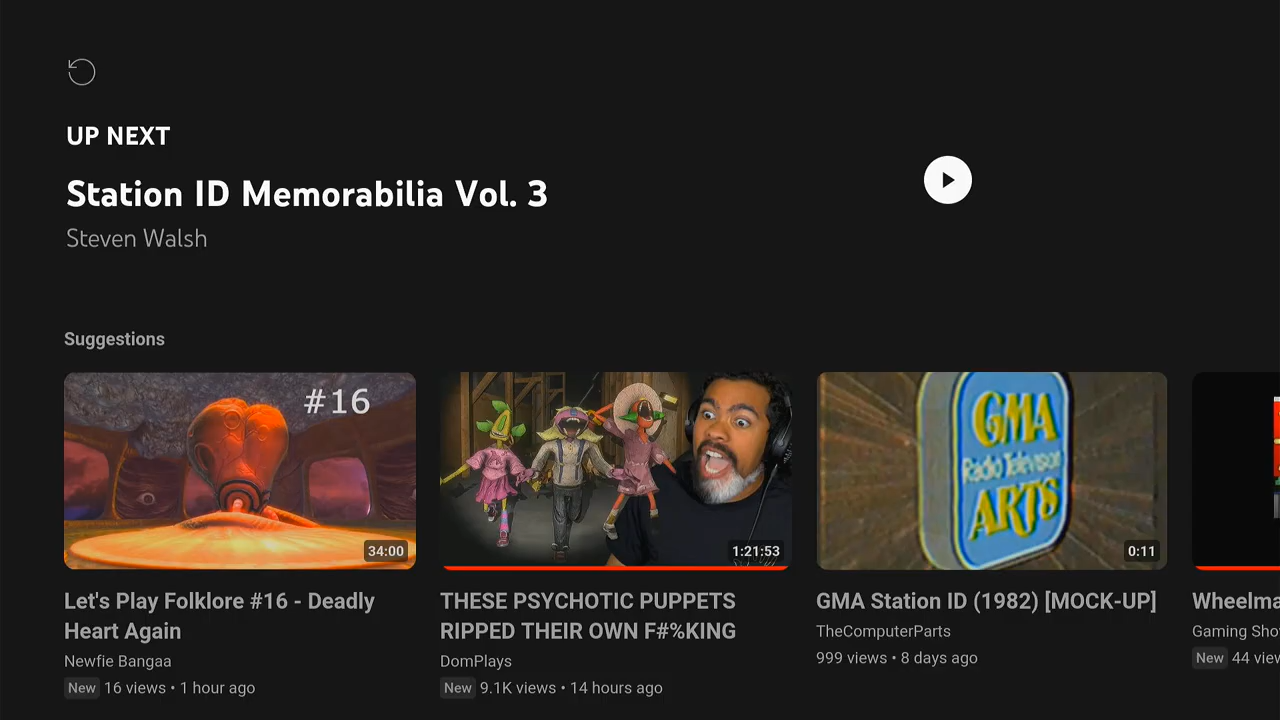 UP NEXT
Station ID Memorabilia Vol. 3
Steven Walsh
Suggestions
#16
34:00
1:21:53
GMA
Radio Television
ARTS
0:11
Let's Play Folklore #16 - Deadly
Heart Again
Newfie Bangaa
New 16 views • 1 hour ago
THESE PSYCHOTIC PUPPETS
RIPPED THEIR OWN F#%KING
DomPlays
New 9.1K views • 14 hours ago
GMA Station ID (1982) [MOCK-UP]
TheComputerParts
999 views • 8 days ago
Gaming
New 44